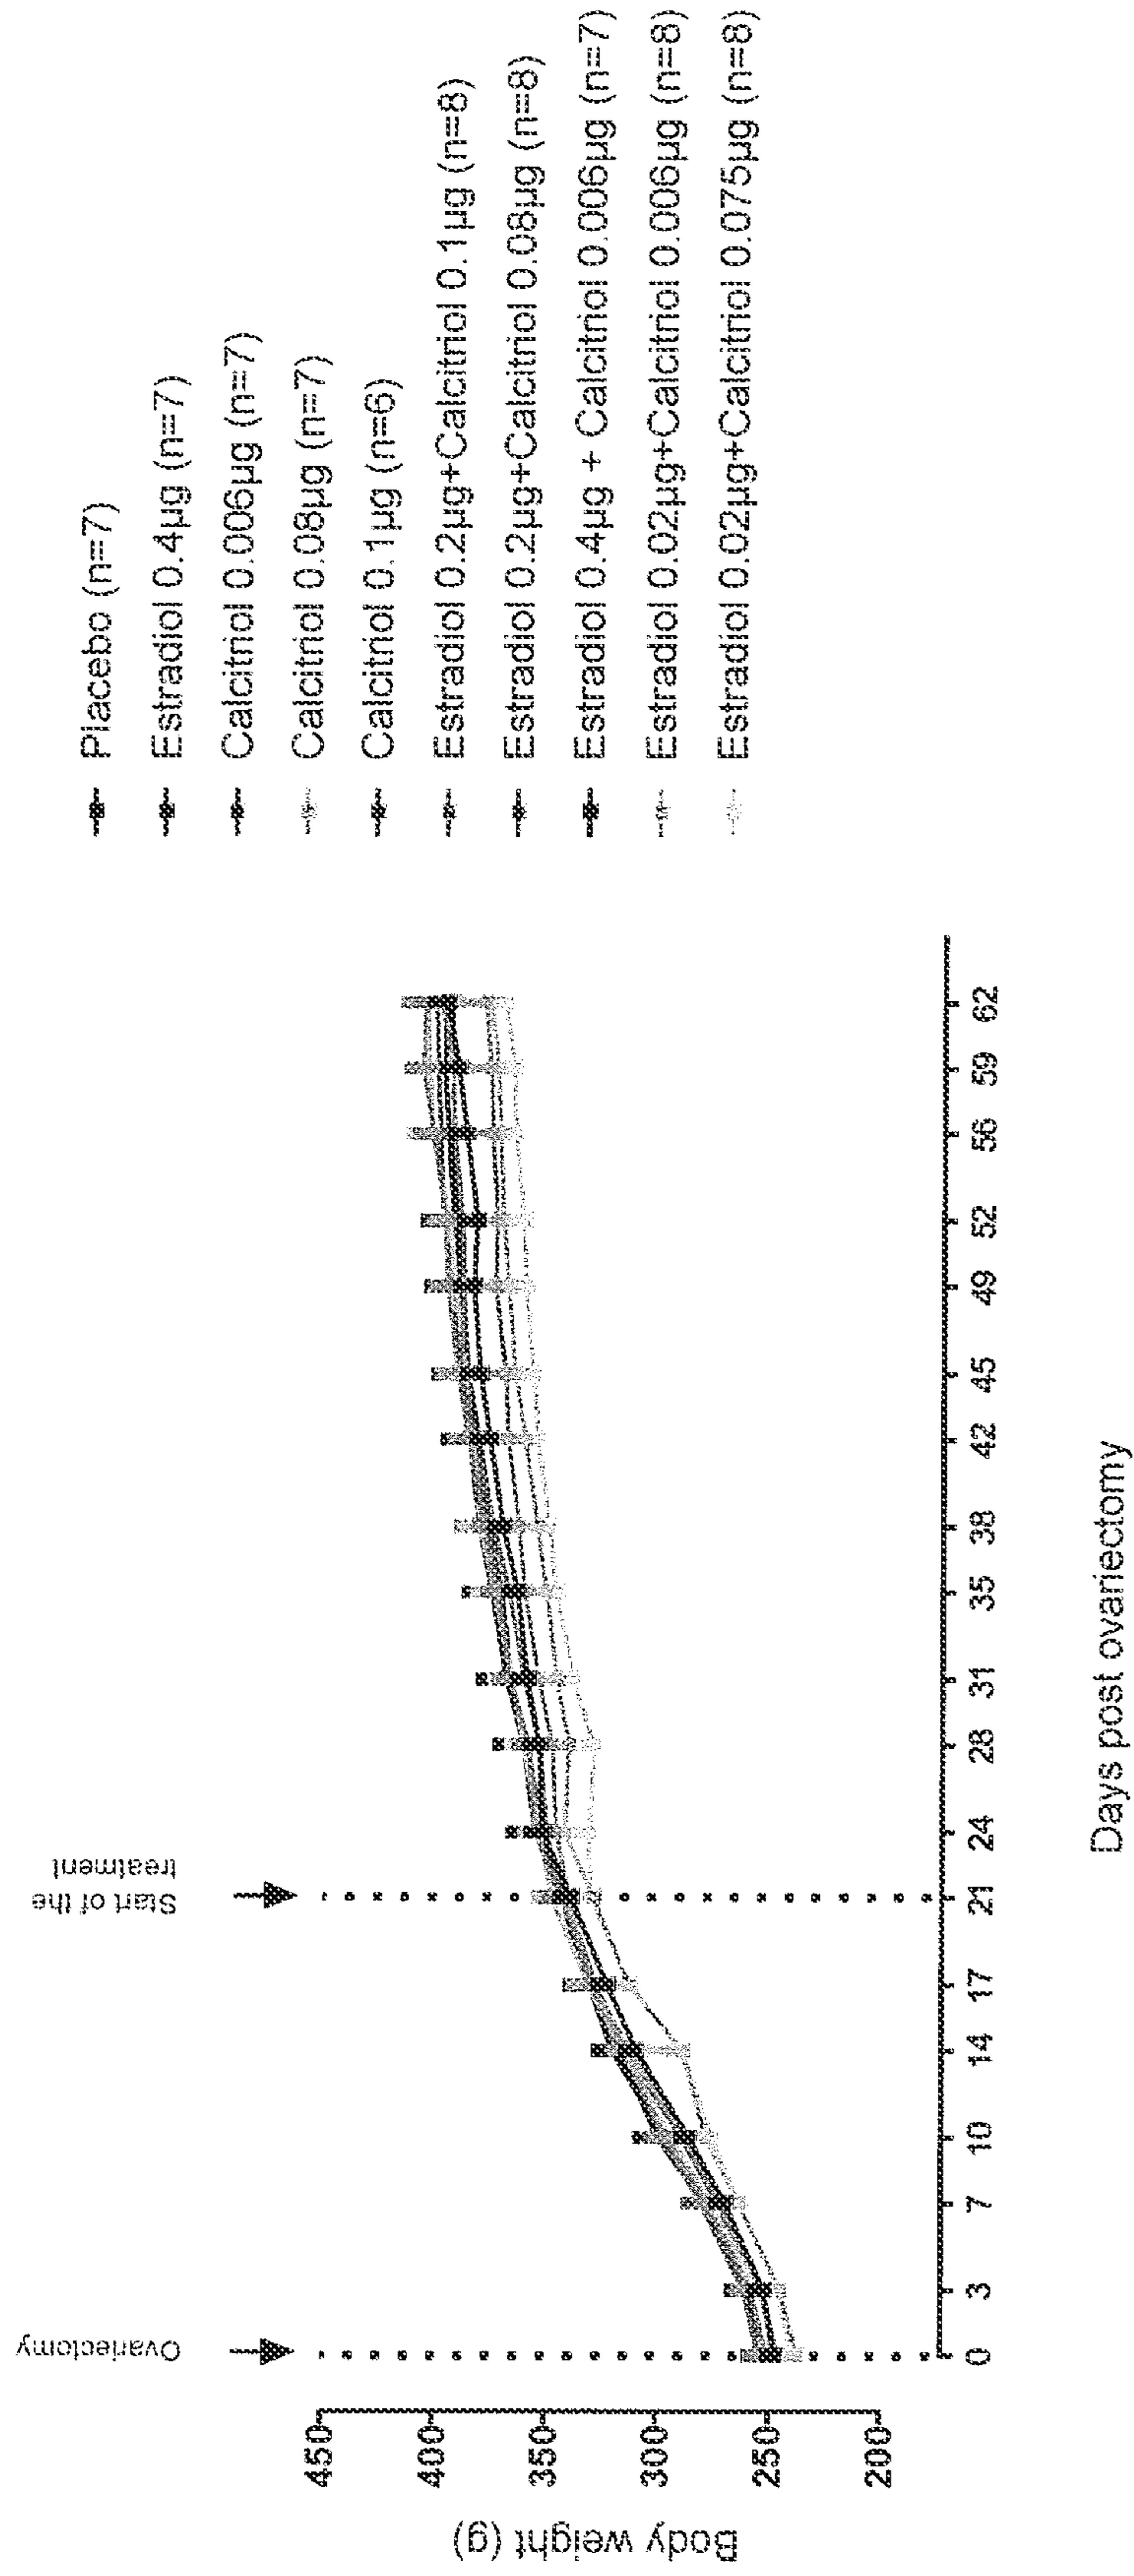 Ovariectomy
Start of the
treatment
Body weight (g)
450
400
350
300
250
200
0 3 7 10 14 17 21 24 28 31 35 38 42 45 49 52 56 59 62
Days post ovariectomy
Placebo (n=7)
Estradiol 0.4µg (n=7)
Calcitriol 0.006µg (n=7)
Calcitriol 0.08µg (n=7)
Calcitriol 0.1µg (n=6)
Estradiol 0.2µg+Calcitriol 0.1µg (n=8)
Estradiol 0.2µg+Calcitriol 0.08µg (n=8)
Estradiol 0.4µg + Calcitriol 0.006µg (n=7)
Estradiol 0.02µg+Calcitriol 0.006µg (n=8)
Estradiol 0.02µg+Calcitriol 0.075µg (n=8)